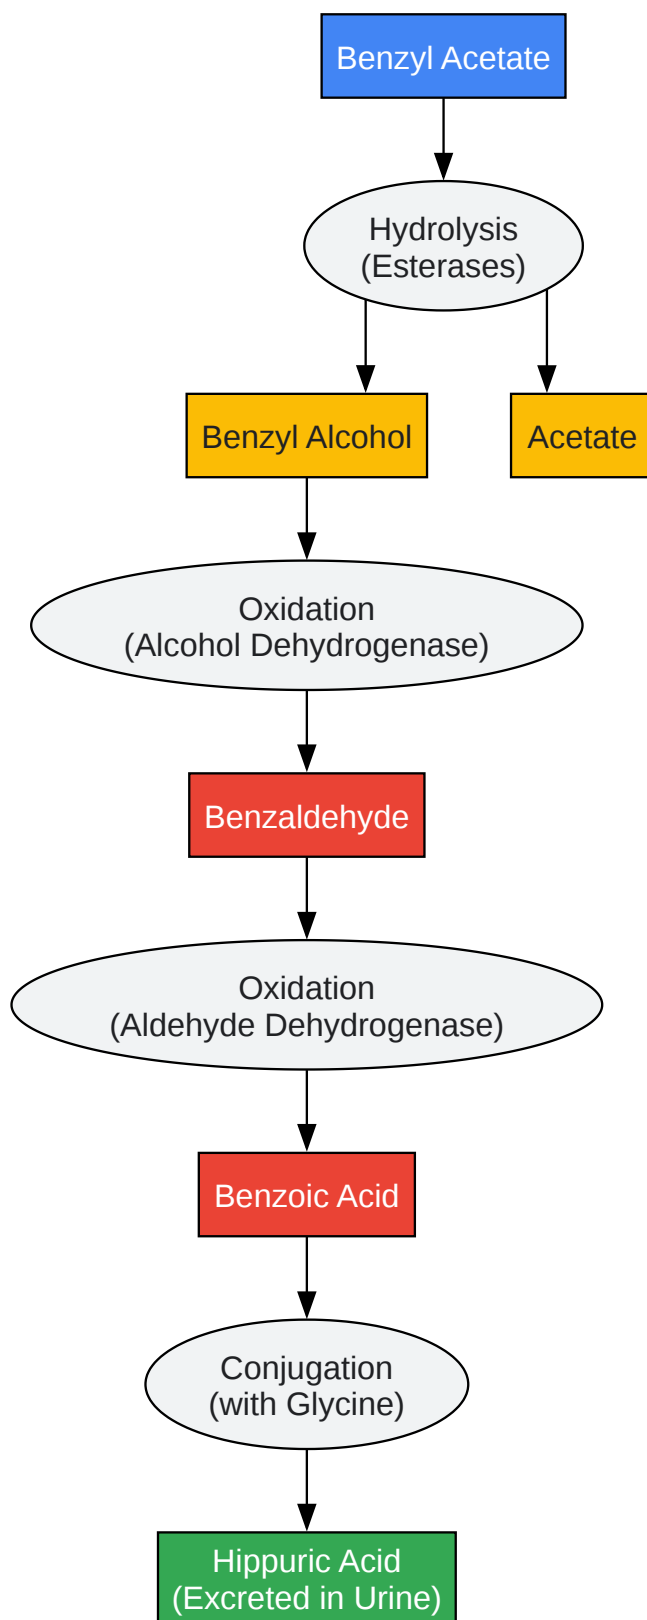 Benzyl Acetate
Hydrolysis
(Esterases)
Benzyl Alcohol
Acetate
Oxidation
(Alcohol Dehydrogenase)
Benzaldehyde
Oxidation
(Aldehyde Dehydrogenase)
Benzoic Acid
Conjugation
(with Glycine)
Hippuric Acid
(Excreted in Urine)